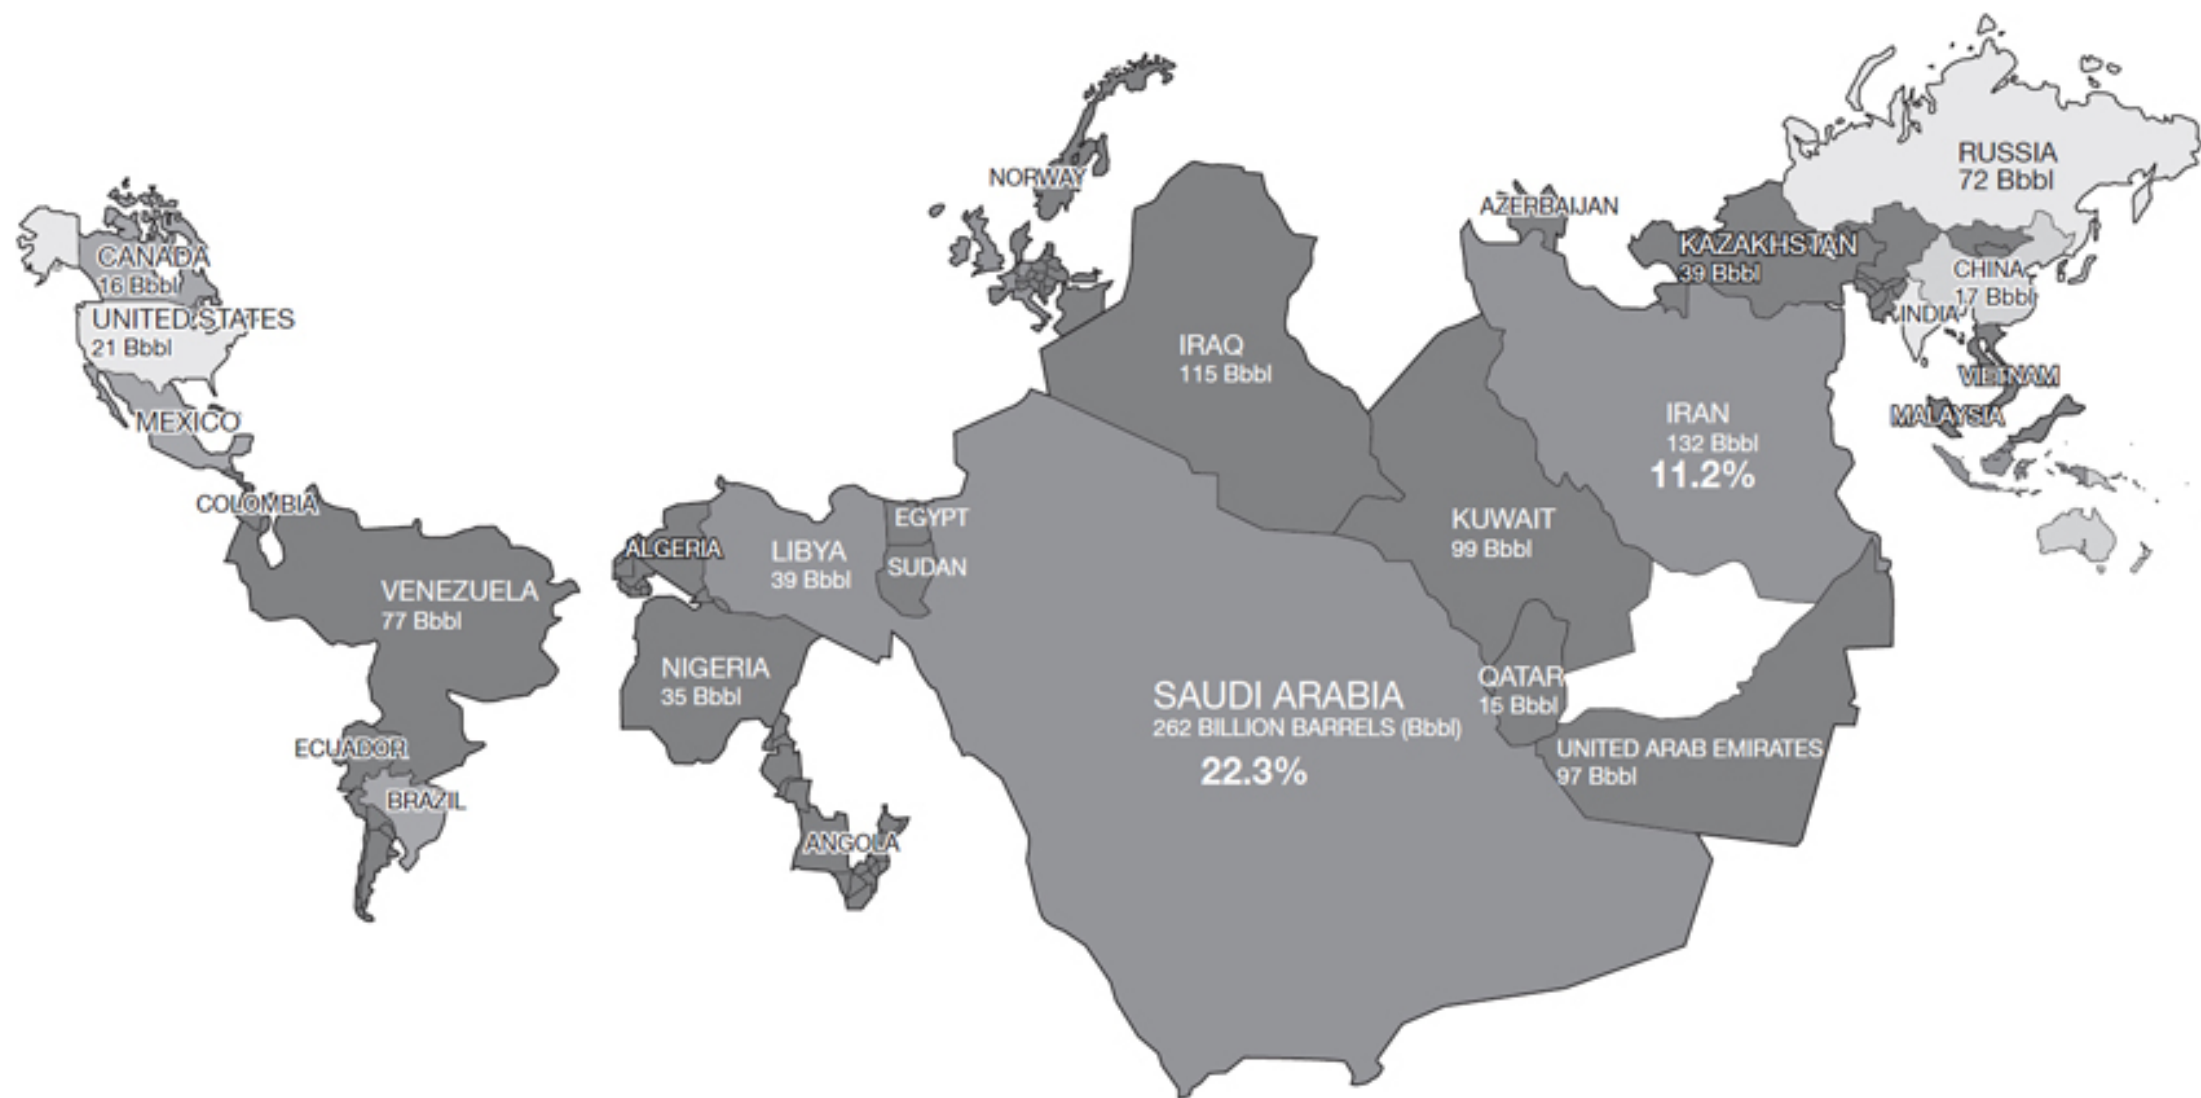 NORWAY
RUSSIA
72 Bbbl
AZERBAIJAN
KAZAKHSTAN
39 Bbbl
CANADA
16 Bbbl
CHINA
17 Bbbl
UNITED STATES
21 Bbbl
INDIA
IRAQ
115 Bbbl
VIETNAM
MEXICO
IRAN
132 Bbbl
11.2%
MALAYSIA
COLOMBIA
EGYPT
KUWAIT
99 Bbbl
ALGERIA
LIBYA
39 Bbbl
SUDAN
VENEZUELA
77 Bbbl
NIGERIA
35 Bbbl
SAUDI ARABIA
262 BILLION BARRELS (Bbbl)
22.3%
QATAR
15 Bbbl
ECUADOR
UNITED ARAB EMIRATES
97 Bbbl
BRAZIL
ANGOLA